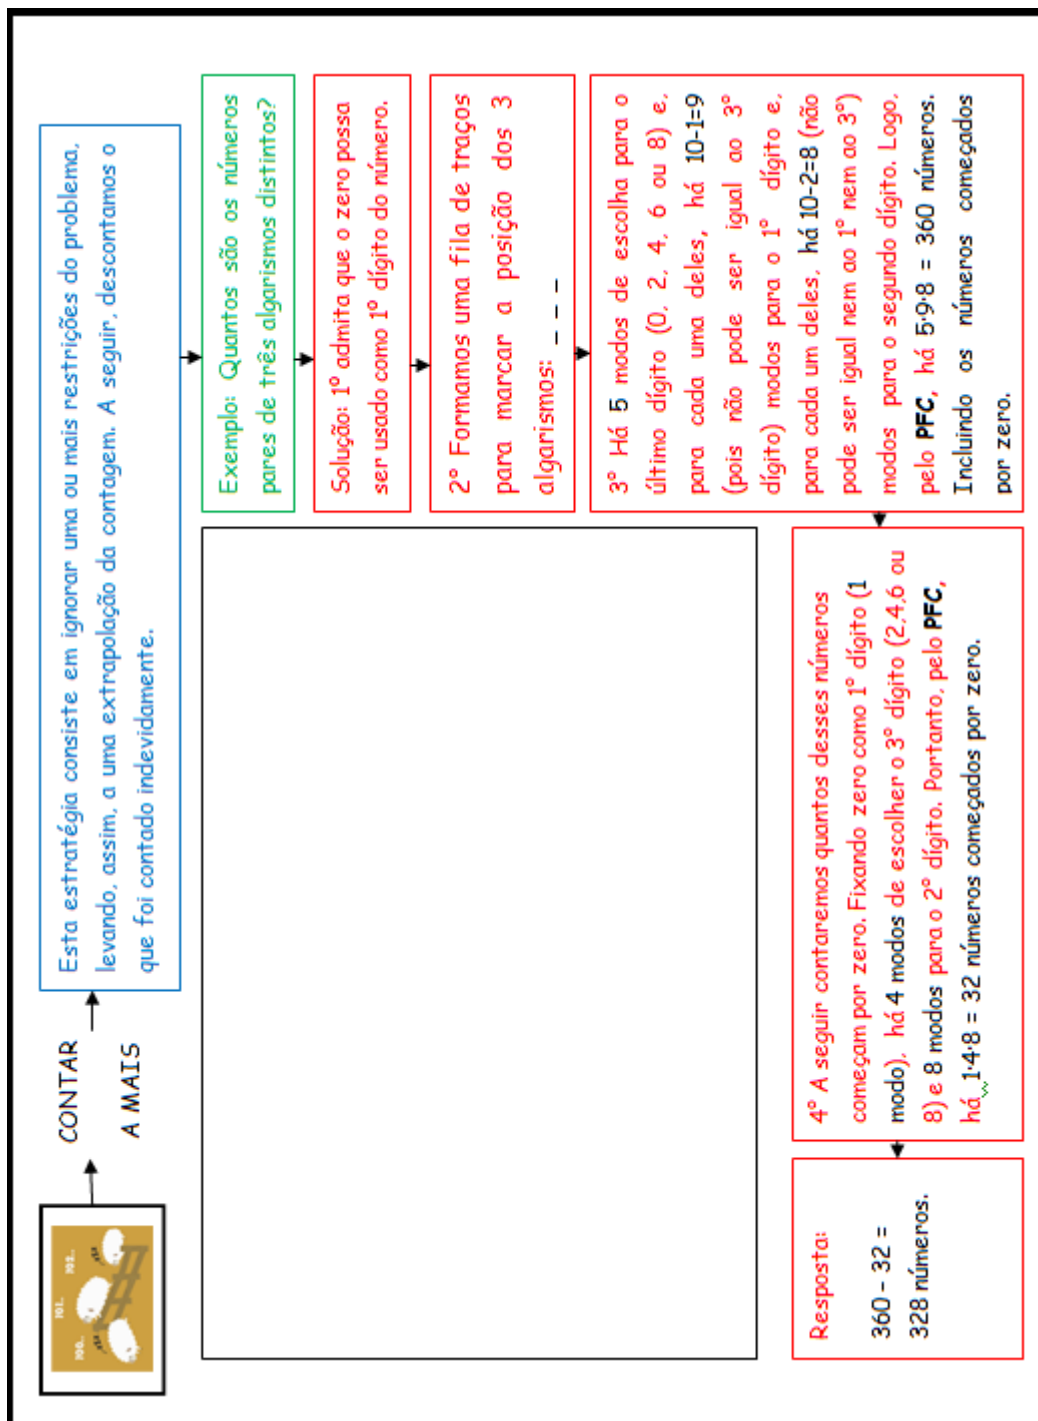 100...
101...
102...
CONTAR
A MAIS
Esta estratégia consiste em ignorar uma ou mais restrições do problema,
levando, assim, a uma extrapolação da contagem. A seguir, descontamos o
que foi contado indevidamente.
Exemplo: Quantos são os números
pares de três algarismos distintos?
Solução: 1º admita que o zero possa
ser usado como 1º dígito do número.
2º Formamos uma fila de traços
para marcar a posição dos 3
algarismos: _ _ _
3º Há 5 modos de escolha para o
último dígito (0, 2, 4, 6 ou 8) e,
para cada uma deles, há 10-1=9
(pois não pode ser igual ao 3º
dígito) modos para o 1º dígito e,
para cada um deles, há 10-2=8 (não
pode ser igual nem ao 1º nem ao 3º)
modos para o segundo dígito. Logo,
pelo PFC, há 5·9·8 = 360 números.
Incluindo os números começados
por zero.
4º A seguir contaremos quantos desses números
começam por zero. Fixando zero como 1º dígito (1
modo), há 4 modos de escolher o 3º dígito (2,4,6 ou
8) e 8 modos para o 2º dígito. Portanto, pelo PFC,
há 1·4·8 = 32 números começados por zero.
Resposta:
360 - 32 =
328 números.